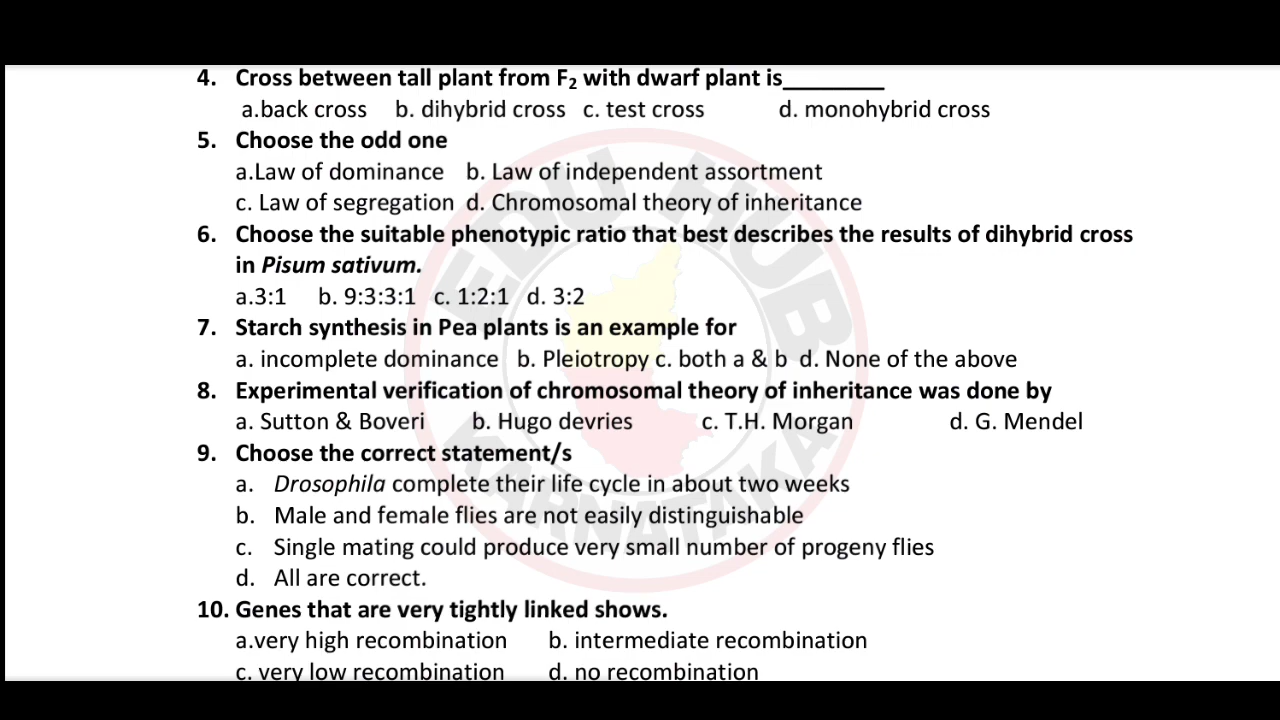 4. Cross between tall plant from F₂ with dwarf plant is________
a.back cross b. dihybrid cross c. test cross d. monohybrid cross
5. Choose the odd one
a.Law of dominance b. Law of independent assortment
c. Law of segregation d. Chromosomal theory of inheritance
6. Choose the suitable phenotypic ratio that best describes the results of dihybrid cross
in Pisum sativum.
a.3:1 b. 9:3:3:1 c. 1:2:1 d. 3:2
7. Starch synthesis in Pea plants is an example for
a. incomplete dominance b. Pleiotropy c. both a & b d. None of the above
8. Experimental verification of chromosomal theory of inheritance was done by
a. Sutton & Boveri b. Hugo devries c. T.H. Morgan d. G. Mendel
9. Choose the correct statement/s
a. Drosophila complete their life cycle in about two weeks
b. Male and female flies are not easily distinguishable
c. Single mating could produce very small number of progeny flies
d. All are correct.
10. Genes that are very tightly linked shows.
a.very high recombination b. intermediate recombination
c. very low recombination d. no recombination
EDU HUB
KARNATAKA